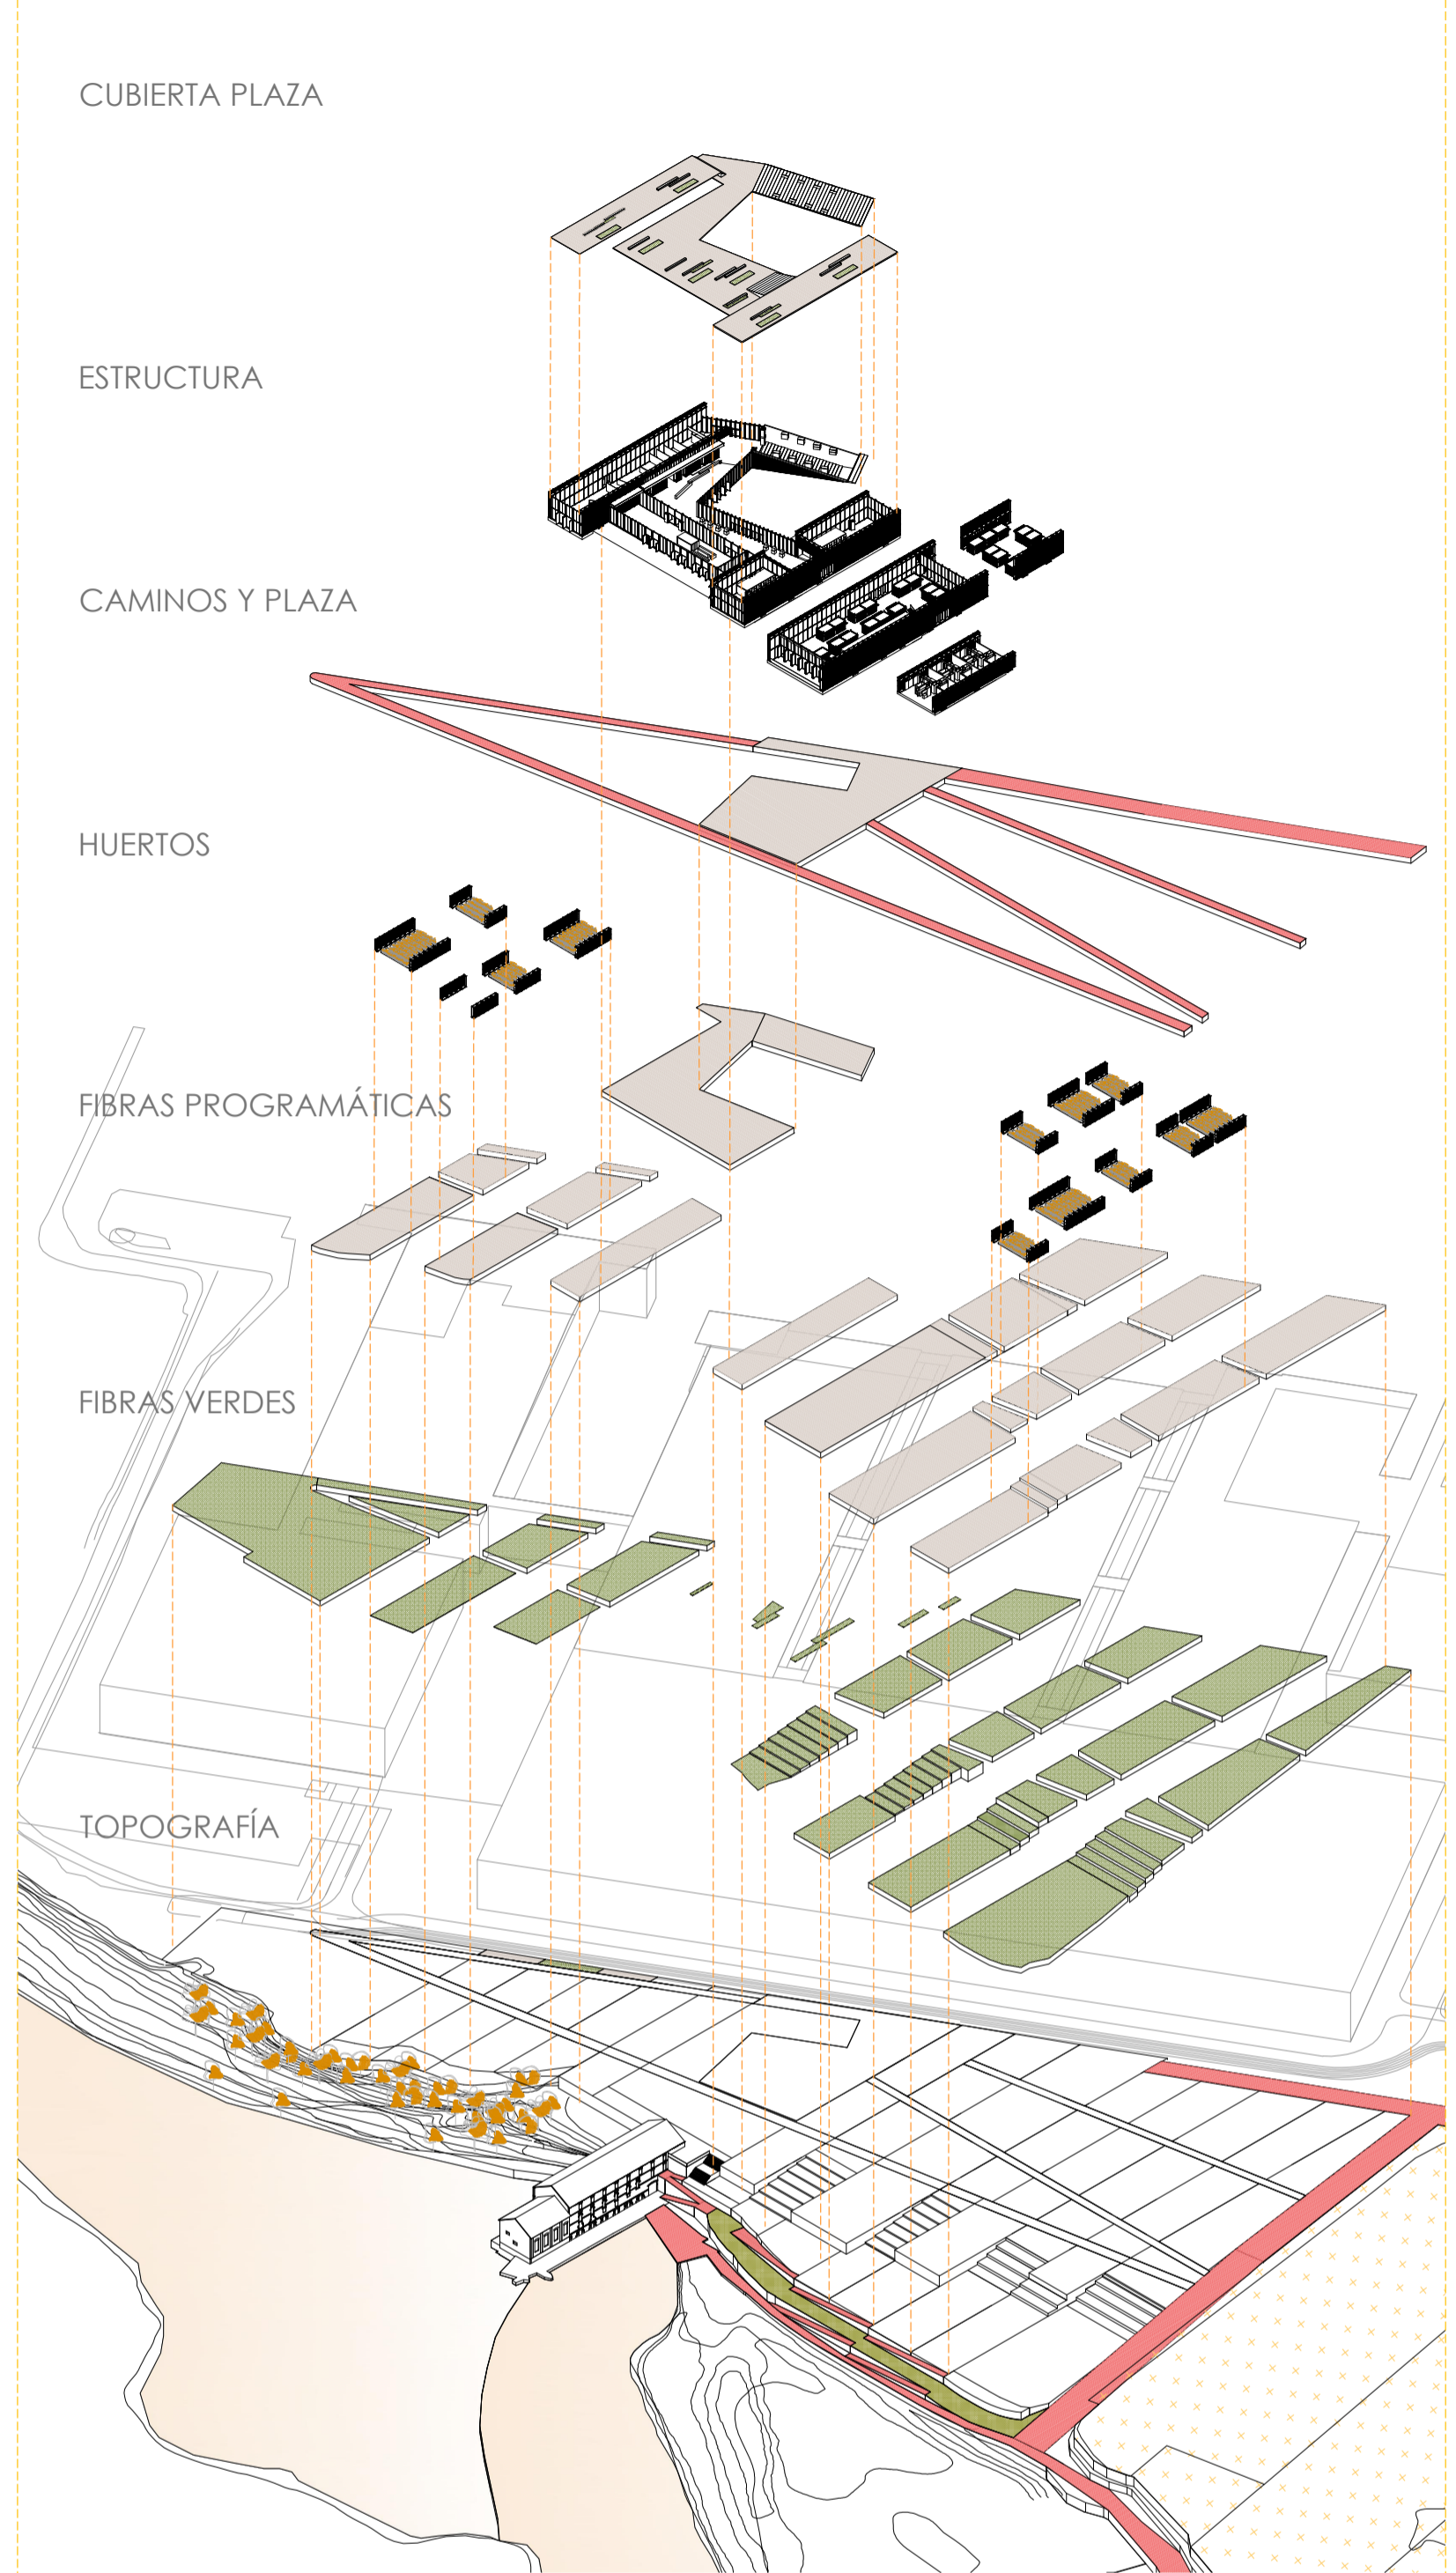 CUBIERTA PLAZA
ESTRUCTURA
CAMINOS Y PLAZA
HUERTOS
FIBRAS PROGRAMÁTICAS
FIBRAS VERDES
TOPOGRAFÍA